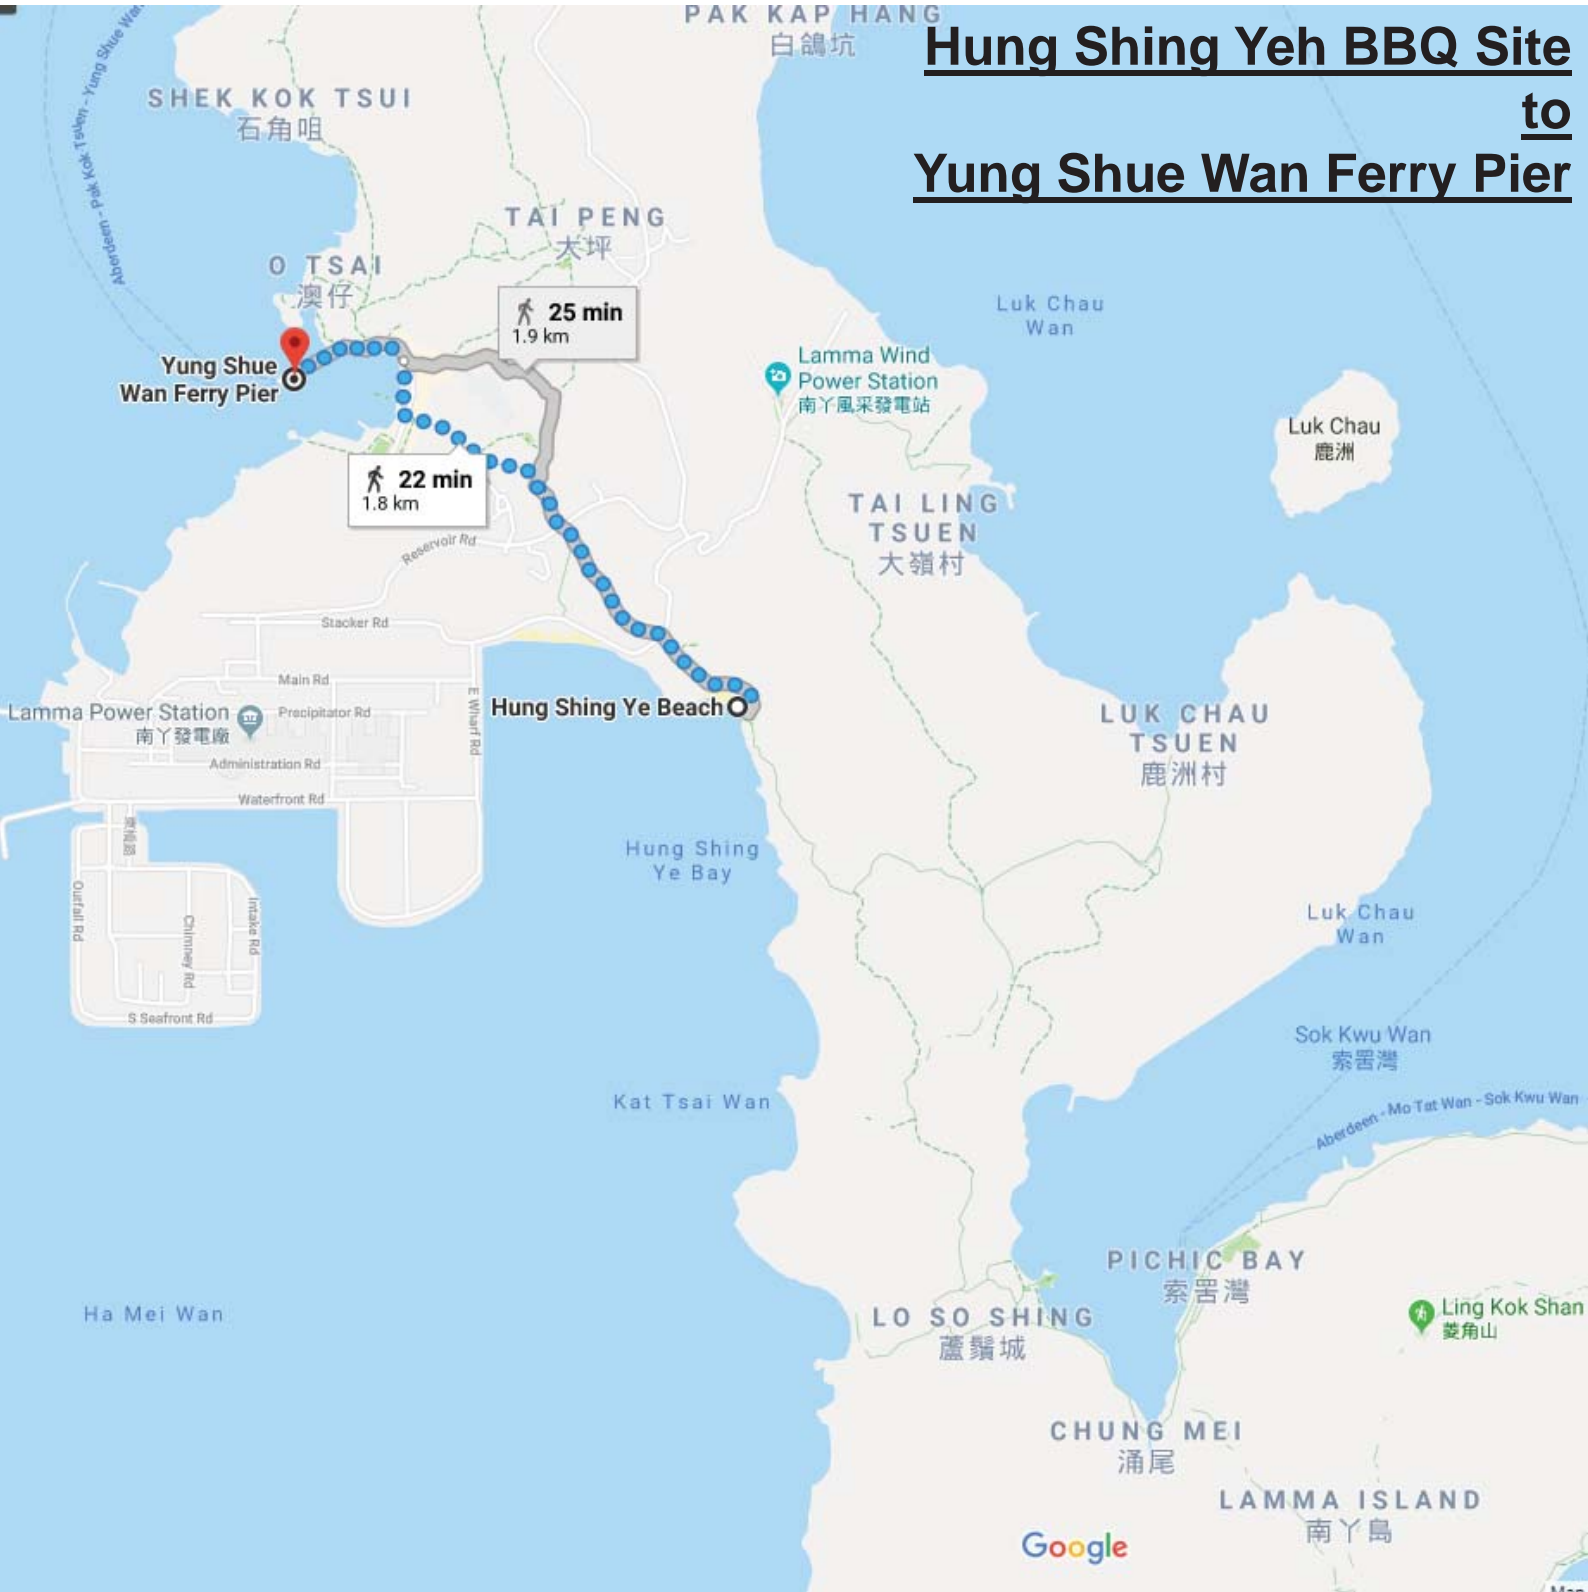 PAK KAP HANG
白鴿坑
Hung Shing Yeh BBQ Site
to
Yung Shue Wan Ferry Pier
Aberdeen - Pak Kok Tsuen - Yung Shue Wan
SHEK KOK TSUI
石角咀
TAI PENG
大坪
O TSAI
澳仔
25 min
1.9 km
Luk Chau
Wan
Yung Shue
Wan Ferry Pier
Lamma Wind
Power Station
南丫風采發電站
Luk Chau
鹿洲
22 min
1.8 km
TAI LING
TSUEN
大嶺村
Reservoir Rd
Stacker Rd
Main Rd
Lamma Power Station
南丫發電廠
Precipitator Rd
E Wharf Rd
Hung Shing Ye Beach
LUK CHAU
TSUEN
鹿洲村
Administration Rd
Waterfront Rd
Hung Shing
Ye Bay
Outfall Rd
Chimney Rd
Intake Rd
Luk Chau
Wan
S Seafront Rd
Sok Kwu Wan
索罟灣
Kat Tsai Wan
Aberdeen - Mo Tat Wan - Sok Kwu Wan
PICHIC BAY
索罟灣
Ha Mei Wan
LO SO SHING
蘆鬚城
Ling Kok Shan
菱角山
CHUNG MEI
涌尾
LAMMA ISLAND
南丫島
Google